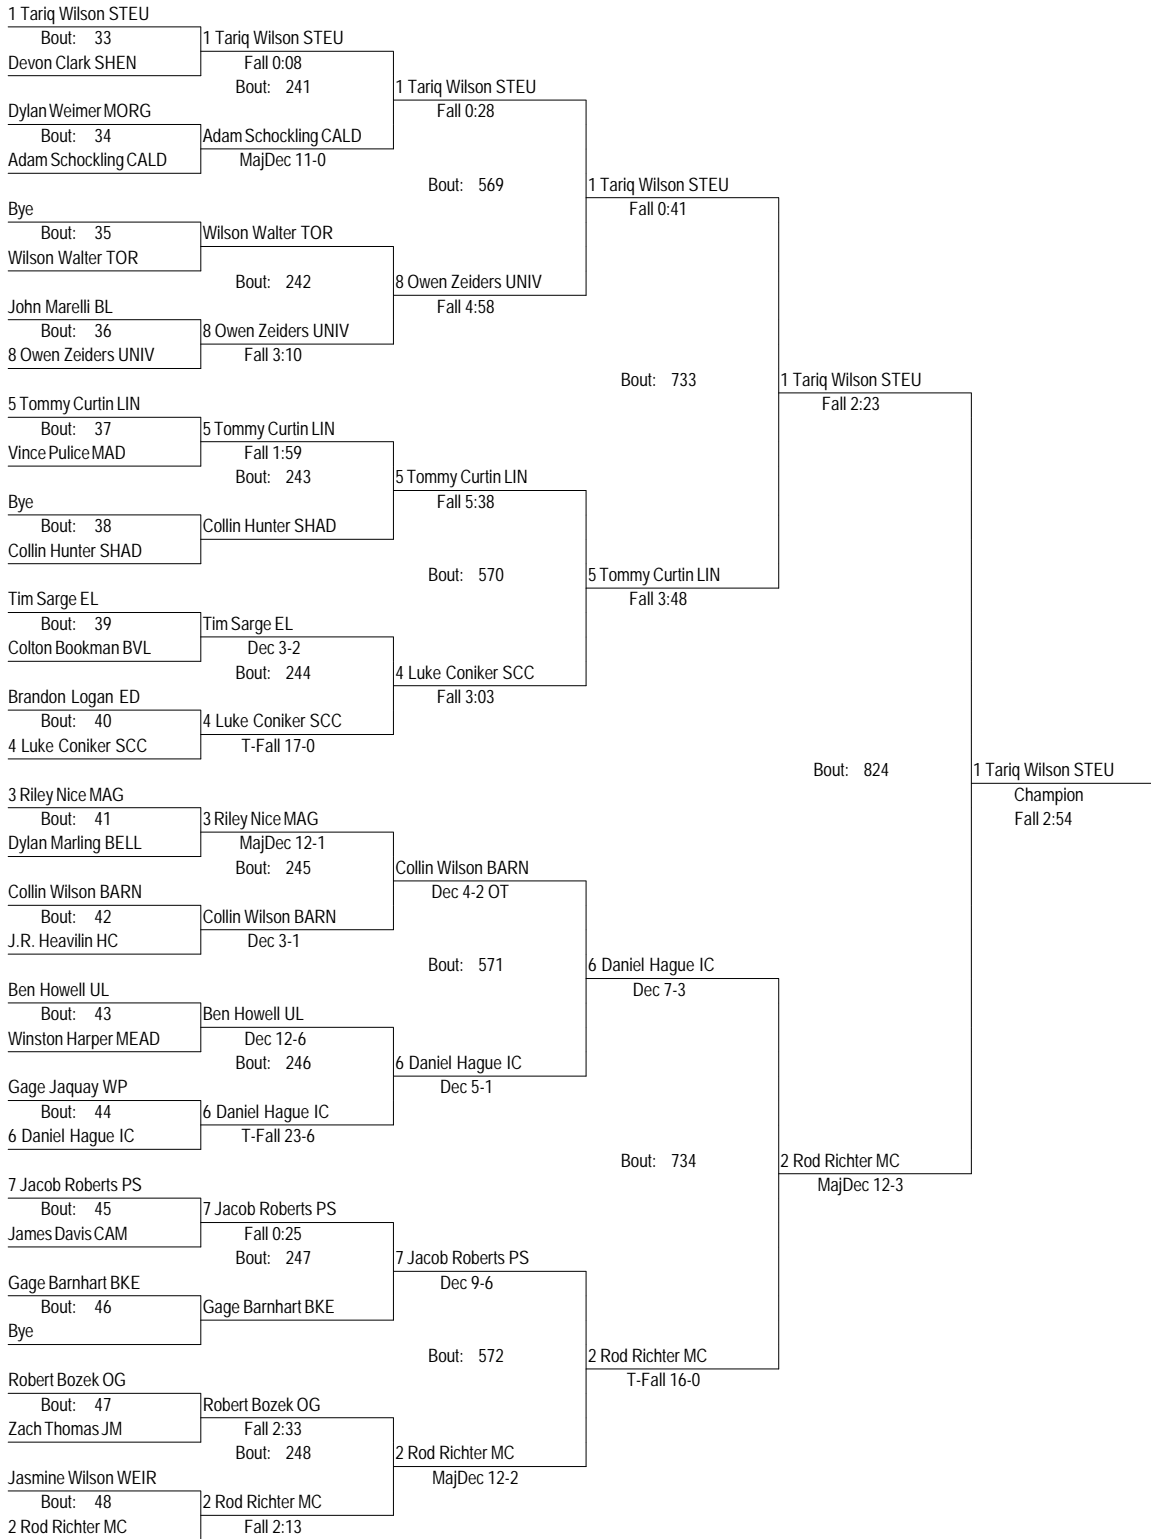 1 Tariq Wilson STEU
Bout: 33
1 Tariq Wilson STEU
Devon Clark SHEN
Fall 0:08
Bout: 241
1 Tariq Wilson STEU
Dylan Weimer MORG
Fall 0:28
Bout: 34
Adam Schockling CALD
Adam Schockling CALD
MajDec 11-0
Bout: 569
1 Tariq Wilson STEU
Bye
Fall 0:41
Bout: 35
Wilson Walter TOR
Wilson Walter TOR
Bout: 242
8 Owen Zeiders UNIV
John Marelli BL
Fall 4:58
Bout: 36
8 Owen Zeiders UNIV
8 Owen Zeiders UNIV
Fall 3:10
Bout: 733
1 Tariq Wilson STEU
5 Tommy Curtin LIN
Fall 2:23
Bout: 37
5 Tommy Curtin LIN
Vince Pulice MAD
Fall 1:59
Bout: 243
5 Tommy Curtin LIN
Bye
Fall 5:38
Bout: 38
Collin Hunter SHAD
Collin Hunter SHAD
Bout: 570
5 Tommy Curtin LIN
Tim Sarge EL
Fall 3:48
Bout: 39
Tim Sarge EL
Colton Bookman BVL
Dec 3-2
Bout: 244
4 Luke Coniker SCC
Brandon Logan ED
Fall 3:03
Bout: 40
4 Luke Coniker SCC
4 Luke Coniker SCC
T-Fall 17-0
Bout: 824
1 Tariq Wilson STEU
3 Riley Nice MAG
Champion
Bout: 41
3 Riley Nice MAG
Fall 2:54
Dylan Marling BELL
MajDec 12-1
Bout: 245
Collin Wilson BARN
Collin Wilson BARN
Dec 4-2 OT
Bout: 42
Collin Wilson BARN
J.R. Heavilin HC
Dec 3-1
Bout: 571
6 Daniel Hague IC
Ben Howell UL
Dec 7-3
Bout: 43
Ben Howell UL
Winston Harper MEAD
Dec 12-6
Bout: 246
6 Daniel Hague IC
Gage Jaquay WP
Dec 5-1
Bout: 44
6 Daniel Hague IC
6 Daniel Hague IC
T-Fall 23-6
Bout: 734
2 Rod Richter MC
7 Jacob Roberts PS
MajDec 12-3
Bout: 45
7 Jacob Roberts PS
James Davis CAM
Fall 0:25
Bout: 247
7 Jacob Roberts PS
Gage Barnhart BKE
Dec 9-6
Bout: 46
Gage Barnhart BKE
Bye
Bout: 572
2 Rod Richter MC
Robert Bozek OG
T-Fall 16-0
Bout: 47
Robert Bozek OG
Zach Thomas JM
Fall 2:33
Bout: 248
2 Rod Richter MC
Jasmine Wilson WEIR
MajDec 12-2
Bout: 48
2 Rod Richter MC
2 Rod Richter MC
Fall 2:13